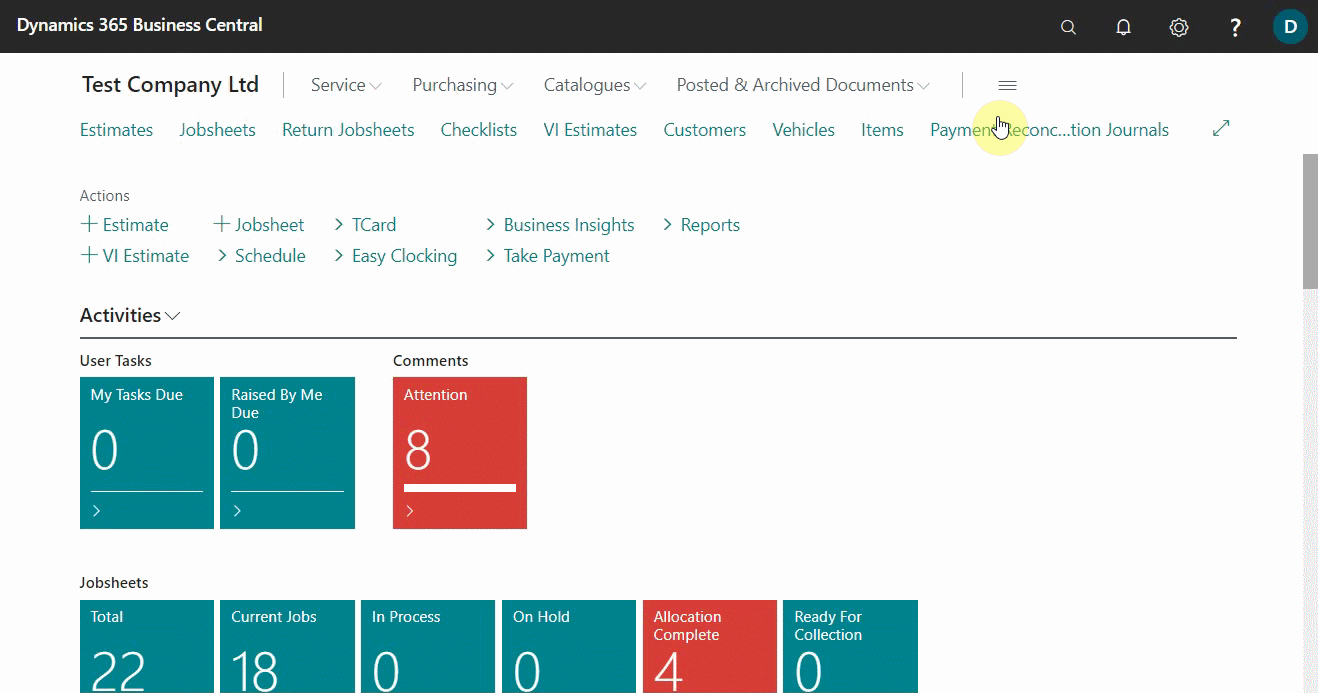 Dynamics 365 Business Central
?
D
Test Company Ltd
Service
Purchasing
Catalogues
Posted & Archived Documents
Estimates
Jobsheets
Return Jobsheets
Checklists
VI Estimates
Customers
Vehicles
Items
Payment Reconc...tion Journals
Actions
+ Estimate
+ Jobsheet
> TCard
> Business Insights
> Reports
+ VI Estimate
> Schedule
> Easy Clocking
> Take Payment
Activities
User Tasks
Comments
My Tasks Due
0
Raised By Me
Due
0
Attention
8
Jobsheets
Total
22
Current Jobs
18
In Process
0
On Hold
0
Allocation
Complete
4
Ready For
Collection
0